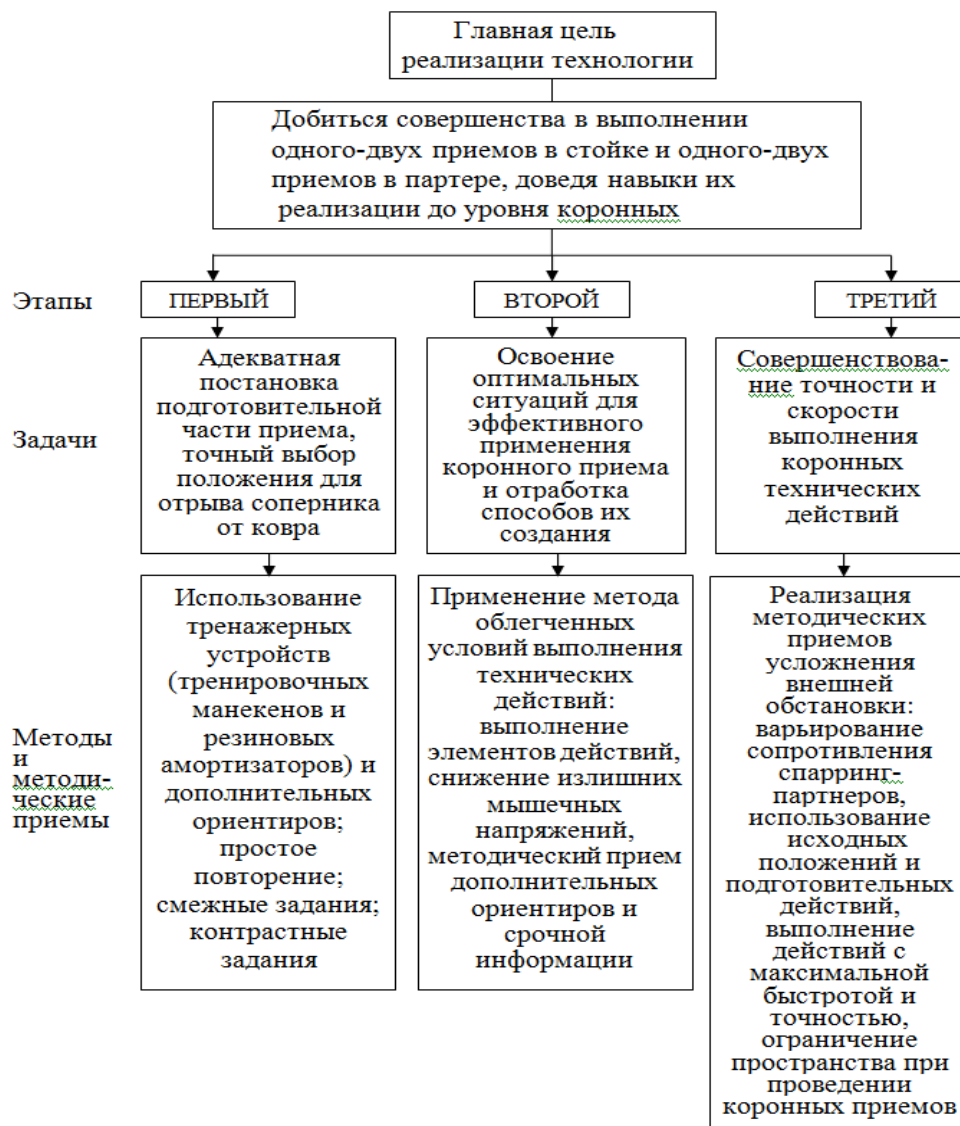 Главная цель
реализации технологии
Добиться совершенства в выполнении
одного-двух приемов в стойке и одного-двух
приемов в партере, доведя навыки их
реализации до уровня коронных
Этапы
ПЕРВЫЙ
ВТОРОЙ
ТРЕТИЙ
Задачи
Адекватная
постановка
подготовительной
части приема,
точный выбор
положения для
отрыва соперника
от ковра
Освоение
оптимальных
ситуаций для
эффективного
применения
коронного приема
и отработка
способов их
создания
Совершенствова-
ние точности и
скорости
выполнения
коронных
технических
действий
Методы
и
методи-
ческие
приемы
Использование
тренажерных
устройств
(тренировочных
манекенов и
резиновых
амортизаторов) и
дополнительных
ориентиров;
простое
повторение;
смежные задания;
контрастные
задания
Применение метода
облегченных
условий выполнения
технических
действий:
выполнение
элементов действий,
снижение излишних
мышечных
напряжений,
методический прием
дополнительных
ориентиров и
срочной
информации
Реализация
методических
приемов
усложнения
внешней
обстановки:
варьирование
сопротивления
спарринг-
партнеров,
использование
исходных
положений и
подготовительных
действий,
выполнение
действий с
максимальной
быстротой и
точностью,
ограничение
пространства при
проведении
коронных приемов